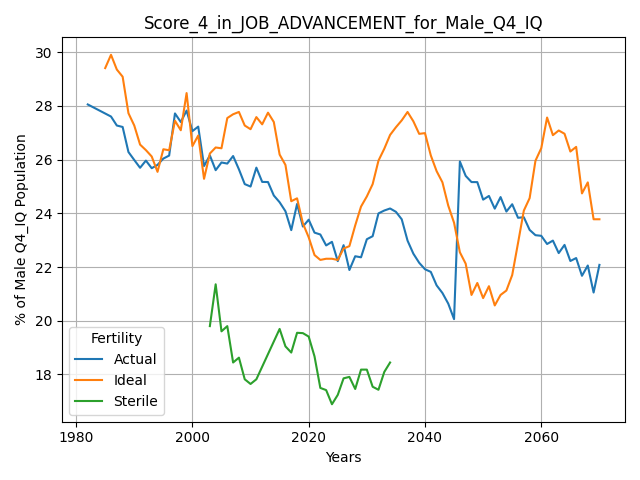 Score_4_in_JOB_ADVANCEMENT_for_Male_Q4_IQ
% of Male Q4_IQ Population
30
28
26
24
22
20
18
Fertility
Actual
Ideal
Sterile
1980 2000 2020 2040 2060
Years